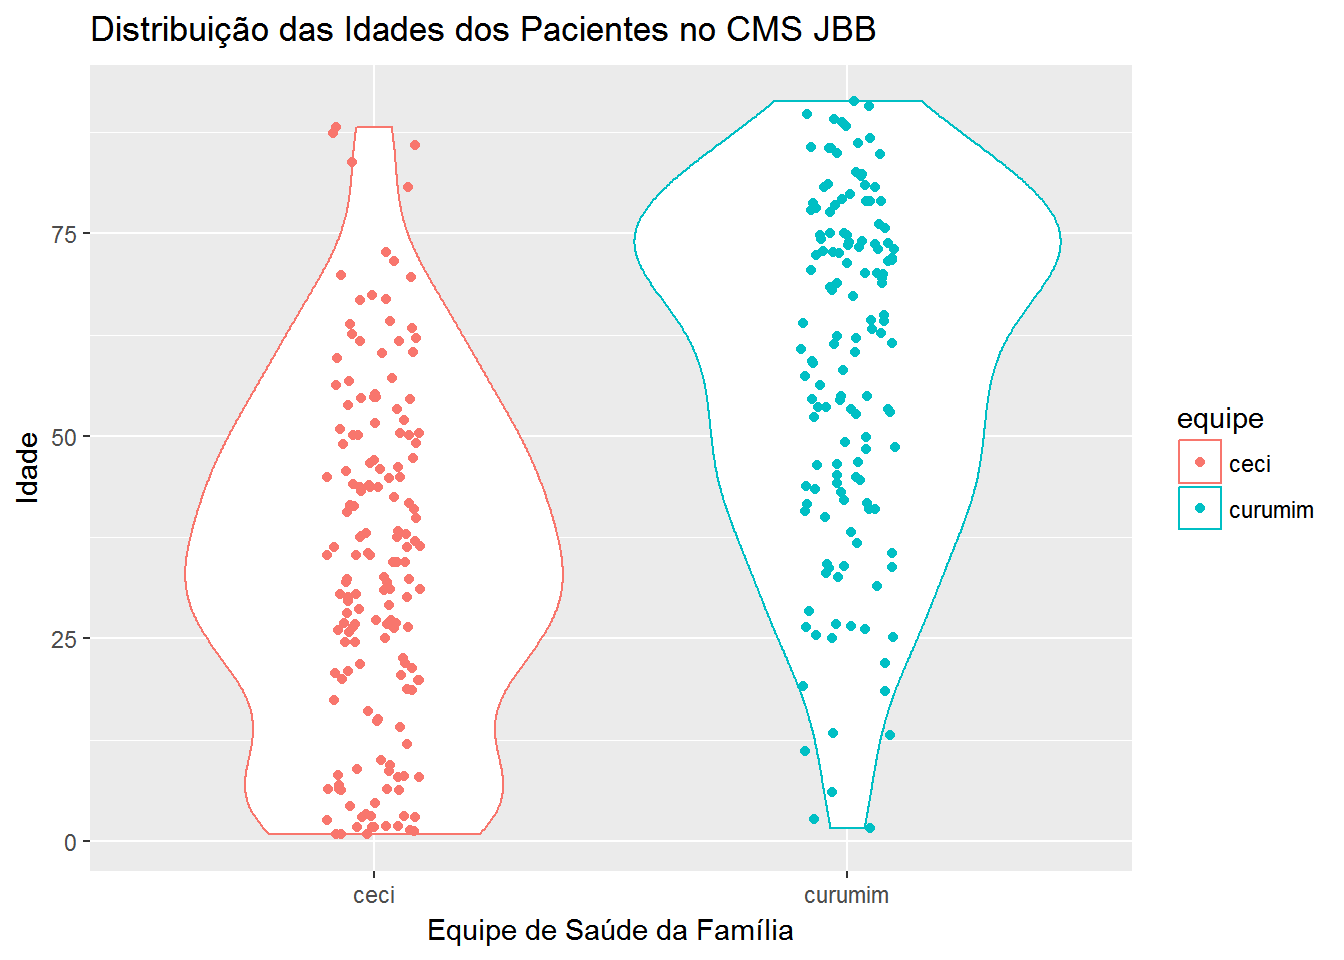 Distribuição das Idades dos Pacientes no CMS JBB
Idade
75
50
25
0
ceci
curumim
Equipe de Saúde da Família
equipe
ceci
curumim